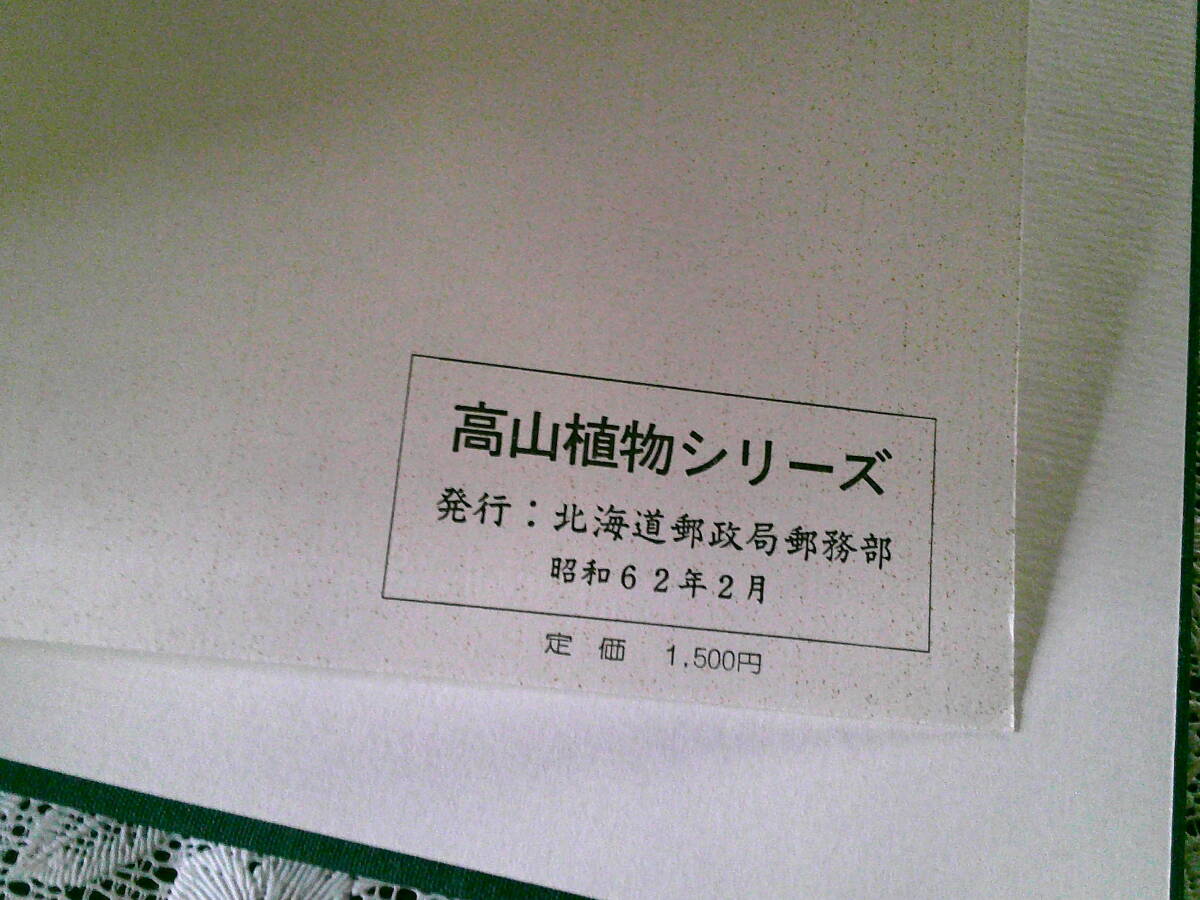 高山植物シリーズ
発行：北海道郵政局郵務部
昭和６２年２月
定価 1,500円